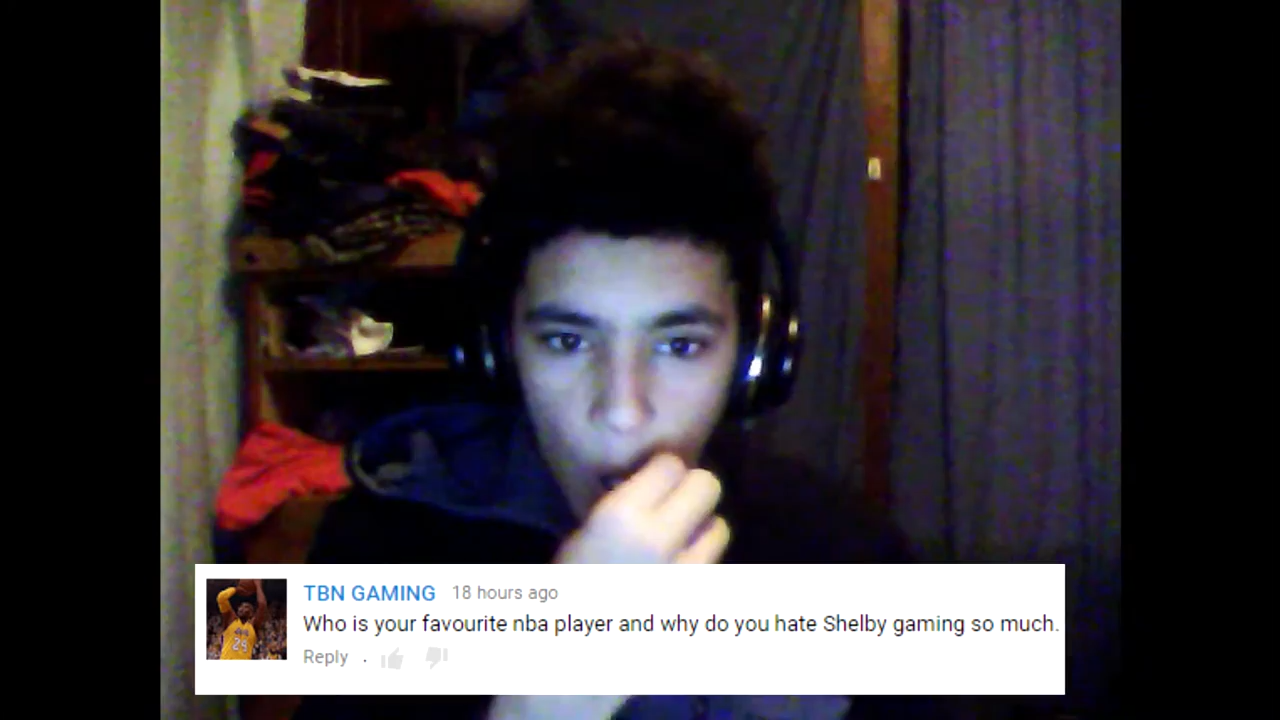 TBN GAMING 18 hours ago
Who is your favourite nba player and why do you hate Shelby gaming so much.
Reply .
24